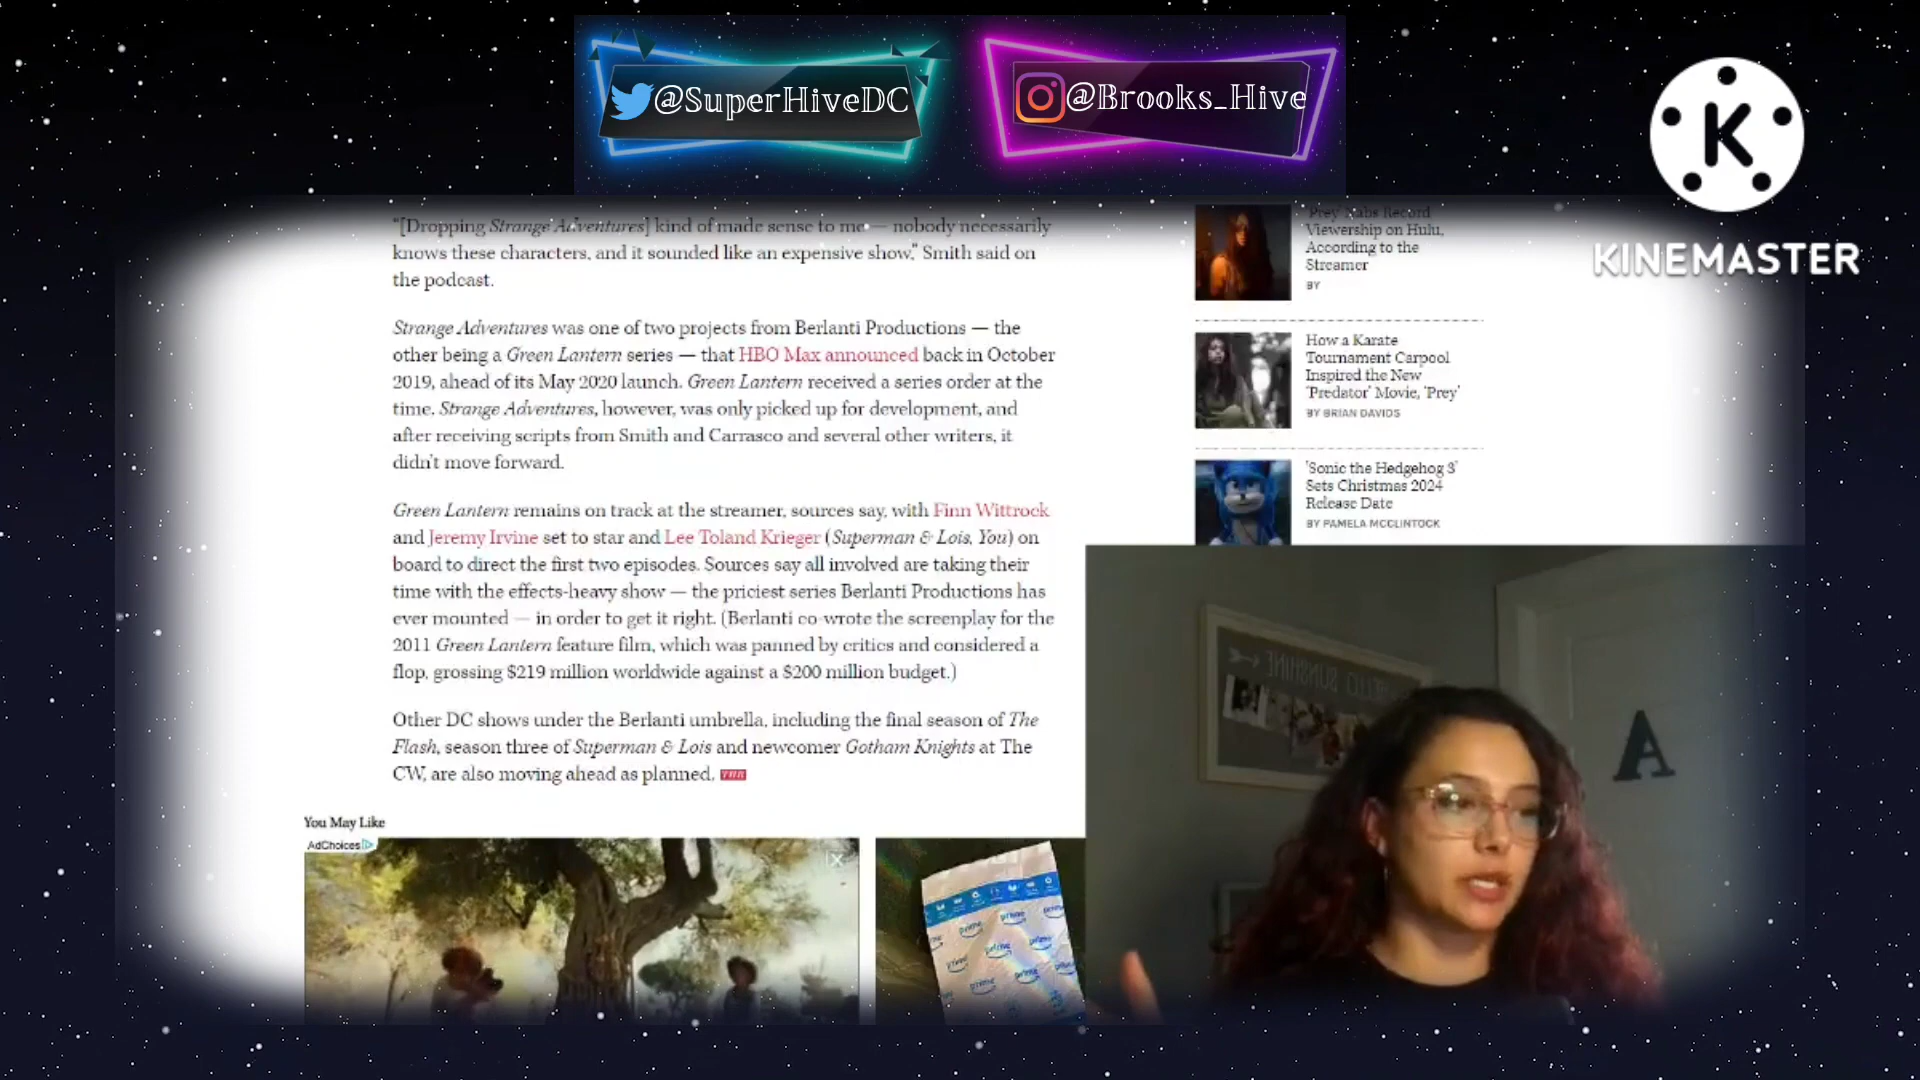 @SuperHiveDC
@Brooks_Hive
K
KINEMASTER
"[Dropping Strange Adventures] kind of made sense to me — nobody necessarily
knows these characters, and it sounded like an expensive show," Smith said on
the podcast.
Strange Adventures was one of two projects from Berlanti Productions — the
other being a Green Lantern series — that HBO Max announced back in October
2019, ahead of its May 2020 launch. Green Lantern received a series order at the
time. Strange Adventures, however, was only picked up for development, and
after receiving scripts from Smith and Carrasco and several other writers, it
didn't move forward.
Green Lantern remains on track at the streamer, sources say, with Finn Wittrock
and Jeremy Irvine set to star and Lee Toland Krieger (Superman & Lois, You) on
board to direct the first two episodes. Sources say all involved are taking their
time with the effects-heavy show — the priciest series Berlanti Productions has
ever mounted — in order to get it right. (Berlanti co-wrote the screenplay for the
2011 Green Lantern feature film, which was panned by critics and considered a
flop, grossing $219 million worldwide against a $200 million budget.)
Other DC shows under the Berlanti umbrella, including the final season of The
Flash, season three of Superman & Lois and newcomer Gotham Knights at The
CW, are also moving ahead as planned. THR
'Prey' Nabs Record
Viewership on Hulu,
According to the
Streamer
BY
How a Karate
Tournament Carpool
Inspired the New
'Predator' Movie, 'Prey'
BY BRIAN DAVIDS
'Sonic the Hedgehog 3'
Sets Christmas 2024
Release Date
BY PAMELA MCCLINTOCK
You May Like
AdChoices
prime
prime
prime
prime
prime
prime
HELLO SUNSHINE
A